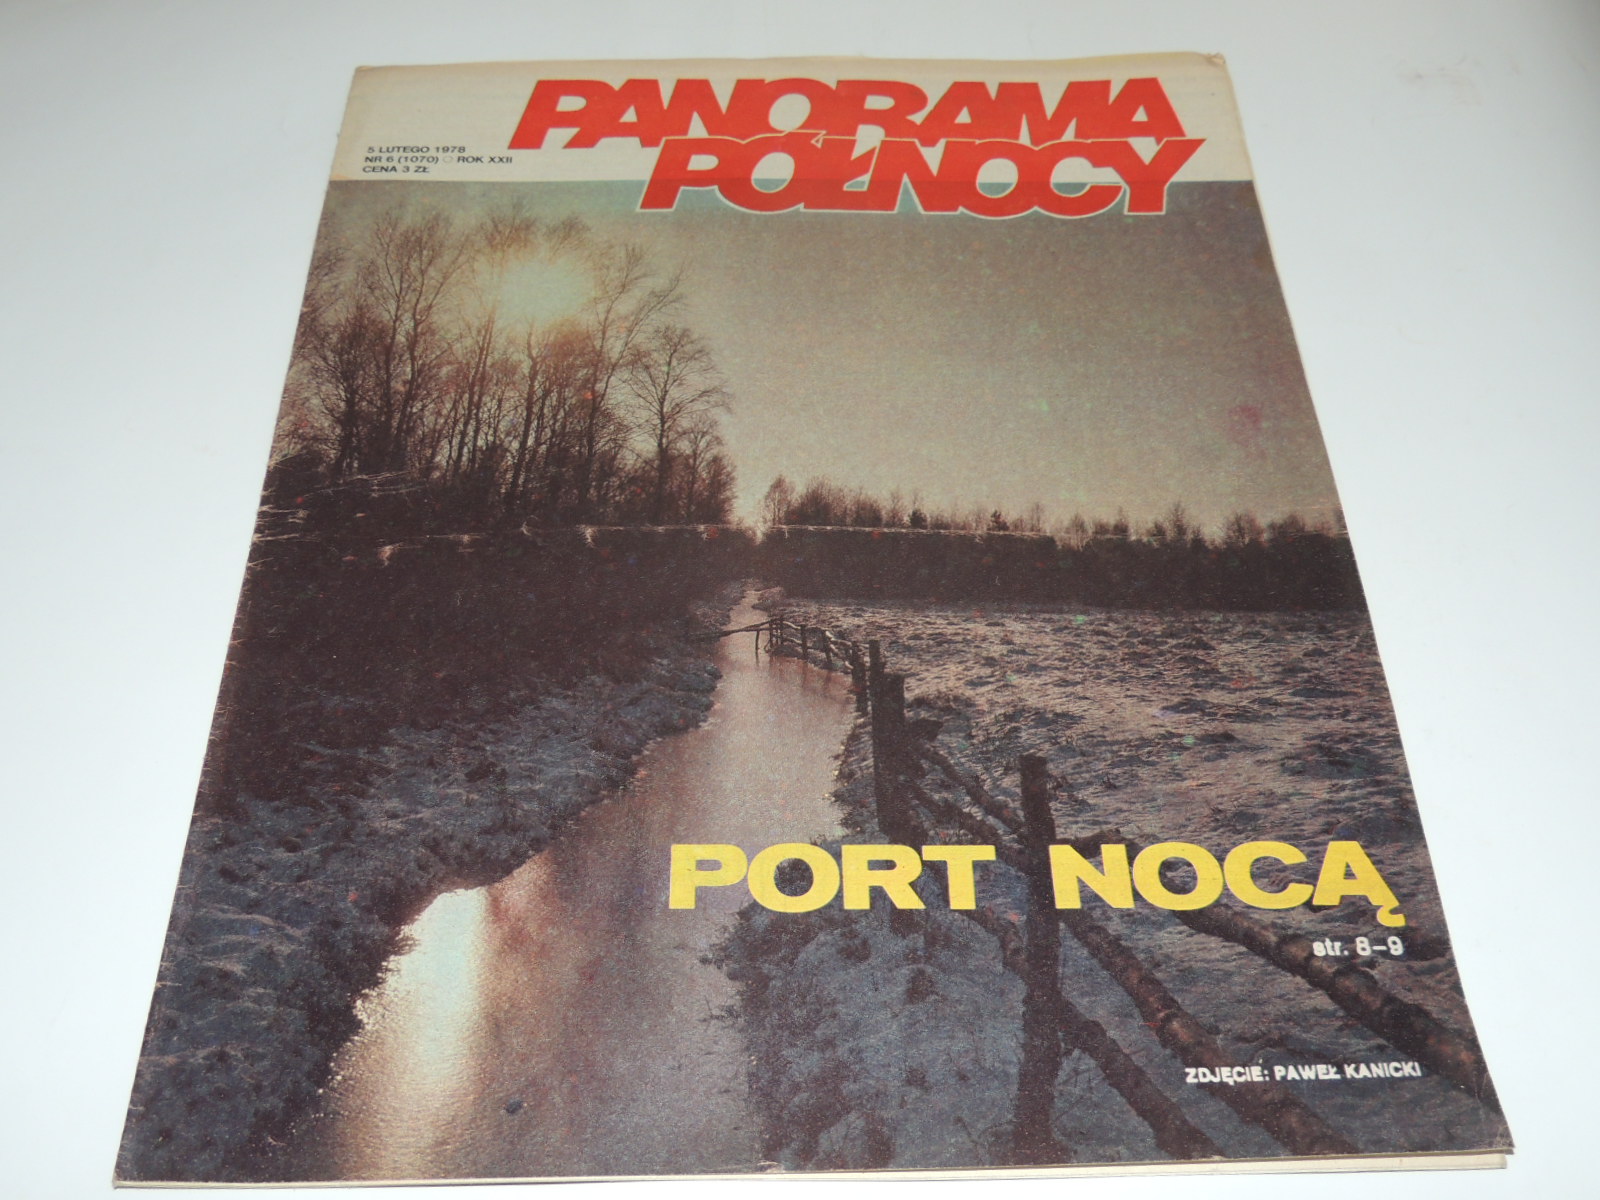 PANORAMA
PÓŁNOCY
5 LUTEGO 1978
NR 6 (1070) ○ ROK XXII
CENA 3 ZŁ
PORT NOCĄ
str. 8-9
ZDJĘCIE: PAWEŁ KANICKI